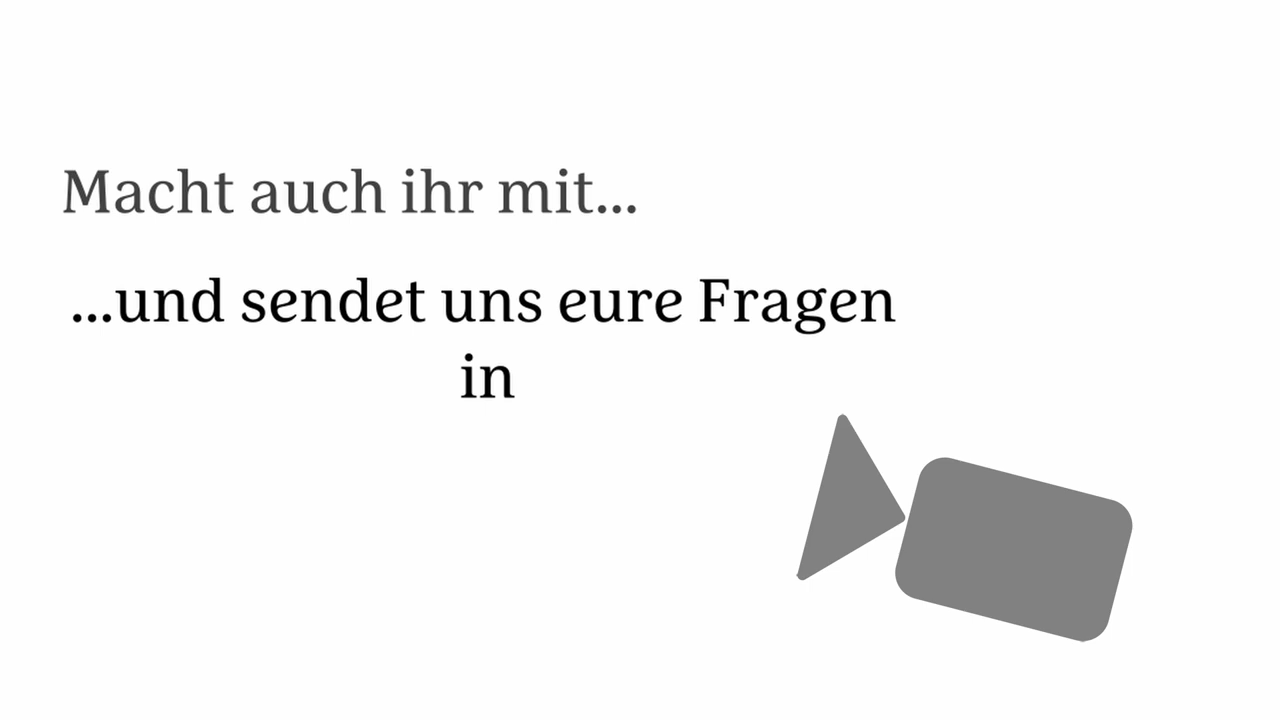 Macht auch ihr mit...
...und sendet uns eure Fragen
in